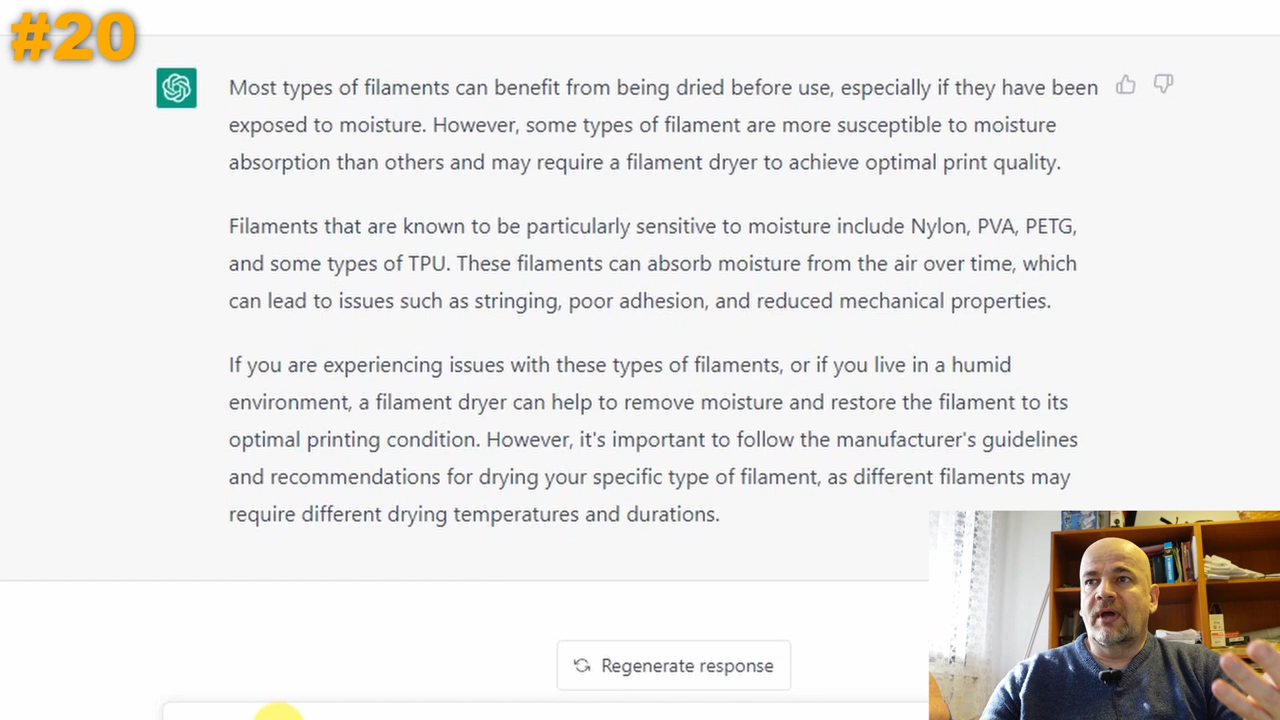 #20
Most types of filaments can benefit from being dried before use, especially if they have been
exposed to moisture. However, some types of filament are more susceptible to moisture
absorption than others and may require a filament dryer to achieve optimal print quality.
Filaments that are known to be particularly sensitive to moisture include Nylon, PVA, PETG,
and some types of TPU. These filaments can absorb moisture from the air over time, which
can lead to issues such as stringing, poor adhesion, and reduced mechanical properties.
If you are experiencing issues with these types of filaments, or if you live in a humid
environment, a filament dryer can help to remove moisture and restore the filament to its
optimal printing condition. However, it's important to follow the manufacturer's guidelines
and recommendations for drying your specific type of filament, as different filaments may
require different drying temperatures and durations.
Regenerate response